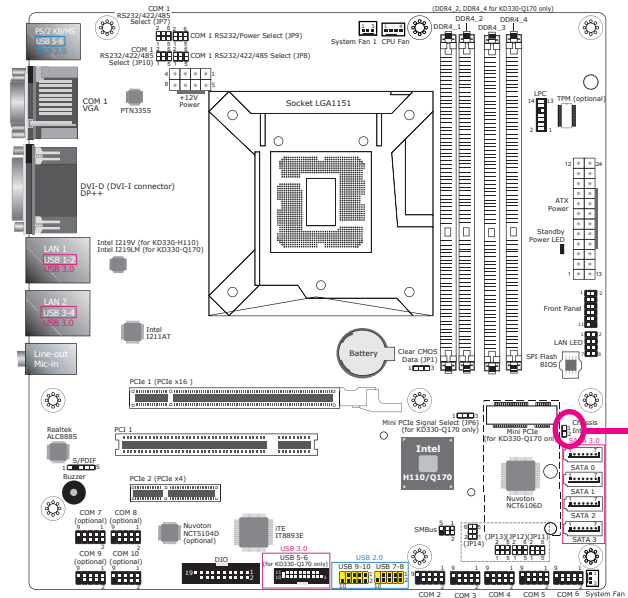 COM 1
RS232/422/485
Select (JP7)
COM 1 RS232/Power Select (JP9)
COM 1
RS232/422/485
Select (JP10)
COM 1 RS232/422/485 Select (JP8)
+12V
Power
System Fan 1
CPU Fan
(DDR4_2, DDR4_4 for KD330-Q170 only)
DDR4_1
DDR4_2
DDR4_3
DDR4_4
PS/2 KB/MS
USB 5-6
USB 2.0
COM 1
VGA
PTN3355
Socket LGA1151
LPC
TPM (optional)
DVI-D (DVI-I connector)
DP++
ATX
Power
Standby
Power LED
LAN 1
USB 1-2
USB 3.0
Intel I219V (for KD330-H110)
Intel I219LM (for KD330-Q170)
LAN 2
USB 3-4
USB 3.0
Intel
I211AT
Front Panel
LAN LED
SPI Flash
BIOS
Line-out
Mic-in
Battery
Clear CMOS
Data (JP1)
PCIe 1 (PCIe x16 )
Mini PCIe Signal Select (JP6)
(for KD330-Q170 only)
Mini PCIe
(for KD330-Q170 only)
Chassis
SATA 3.0
SATA 0
SATA 1
SATA 2
SATA 3
Realtek
ALC888S
S/PDIF
Buzzer
PCI 1
PCIe 2 (PCIe x4)
Intel
H110/Q170
Nuvoton
NCT6106D
COM 7
(optional)
COM 8
(optional)
COM 9
(optional)
COM 10
(optional)
Nuvoton
NCT5104D
(optional)
iTE
IT8893E
DIO
USB 3.0
USB 5-6
(for KD330-Q170 only)
USB 2.0
USB 9-10
USB 7-8
SMBus
(JP14)
(JP13)(JP12)(JP11)
COM 2
COM 3
COM 4
COM 5
COM 6
System Fan